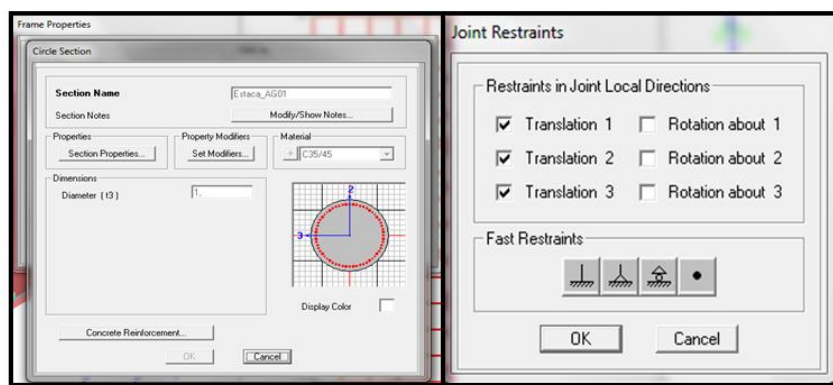 Frame Properties
Circle Section
Section Name
Estaca_AG01
Section Notes
Modify/Show Notes...
Properties
Section Properties...
Property Modifiers
Set Modifiers...
Material
+ C35/45
Dimensions
Diameter ( t3 )
1.
2
3
Display Color
Concrete Reinforcement...
OK
Cancel
Joint Restraints
Restraints in Joint Local Directions
Translation 1
Rotation about 1
Translation 2
Rotation about 2
Translation 3
Rotation about 3
Fast Restraints
OK
Cancel